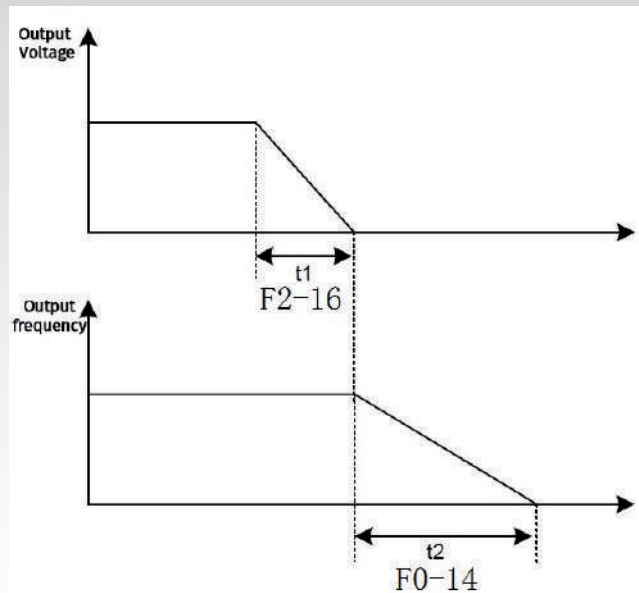 Output
Voltage
t1
F2-16
Output
frequency
t2
F0-14